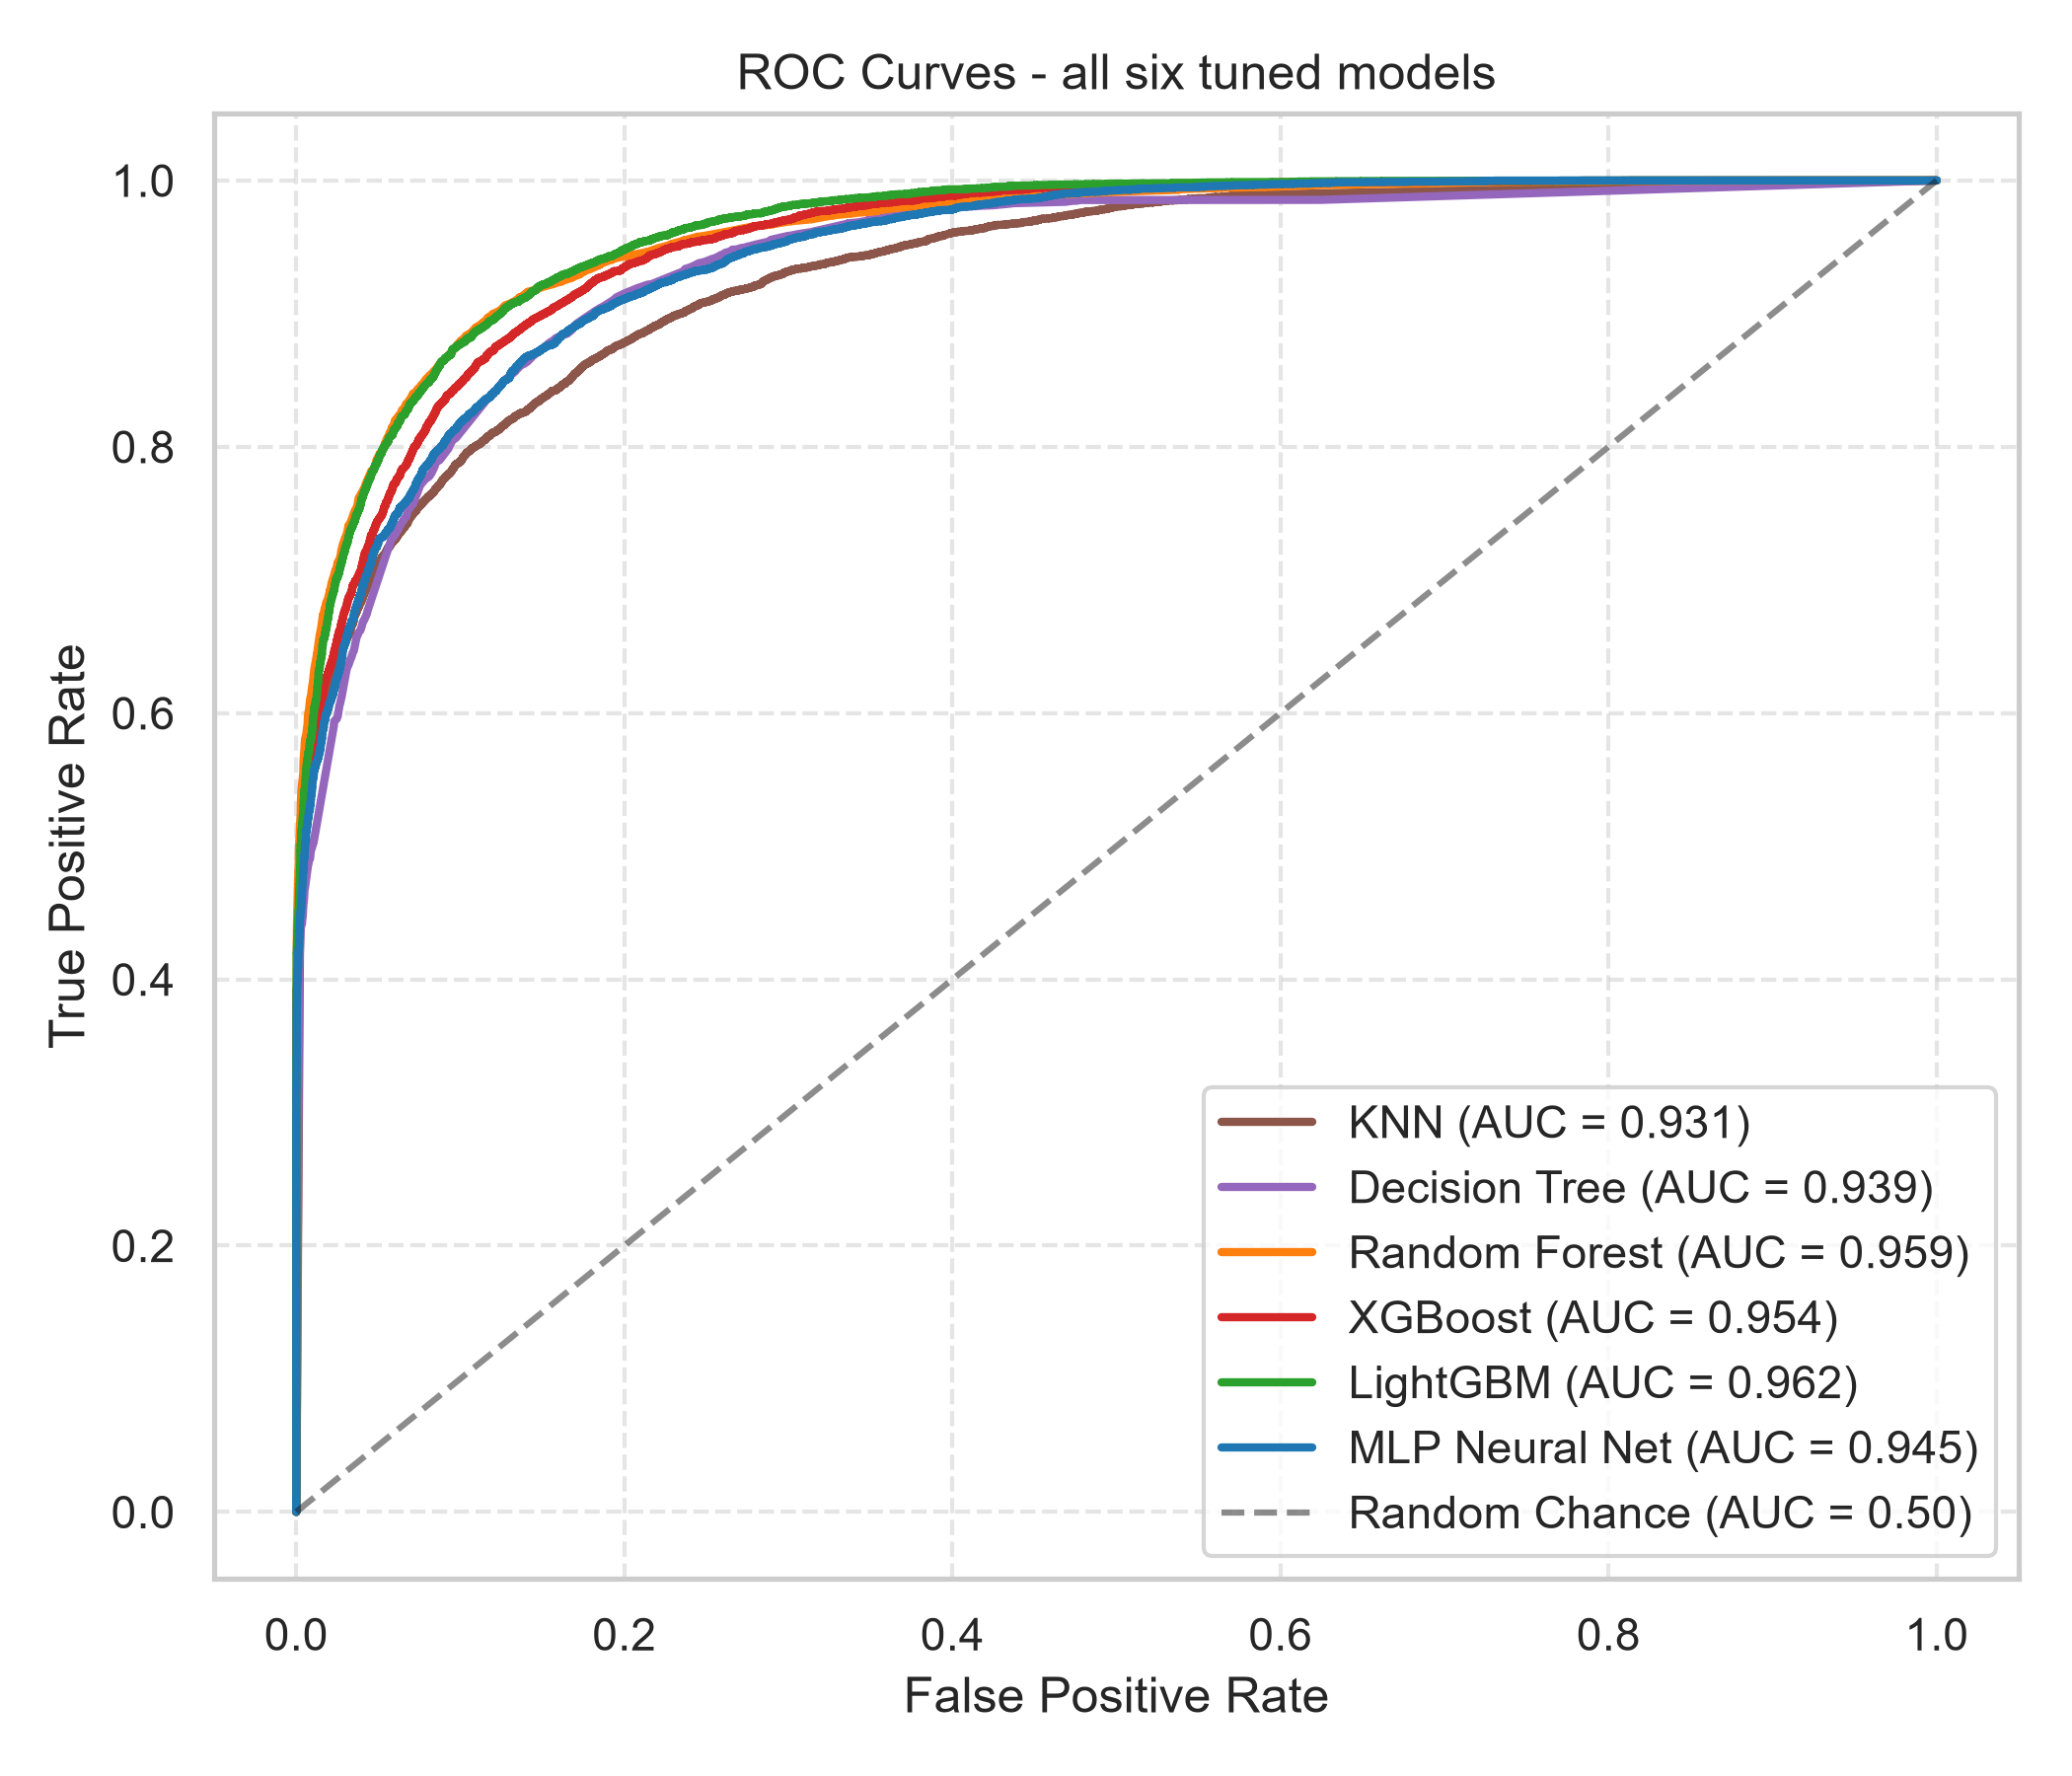 ROC Curves - all six tuned models
True Positive Rate
1.0
0.8
0.6
0.4
0.2
0.0
0.0 0.2 0.4 0.6 0.8 1.0
False Positive Rate
KNN (AUC = 0.931)
Decision Tree (AUC = 0.939)
Random Forest (AUC = 0.959)
XGBoost (AUC = 0.954)
LightGBM (AUC = 0.962)
MLP Neural Net (AUC = 0.945)
Random Chance (AUC = 0.50)